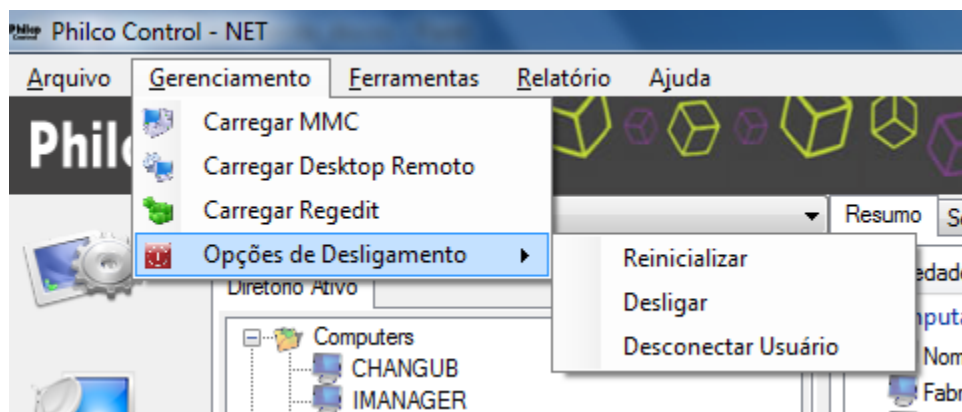 Philco Control - NET
Arquivo Gerenciamento Ferramentas Relatório Ajuda
Carregar MMC
Carregar Desktop Remoto
Carregar Regedit
Resumo
Opções de Desligamento
Reinicializar
Diretório Ativo
Desligar
Computers
Desconectar Usuário
CHANGUB
IMANAGER